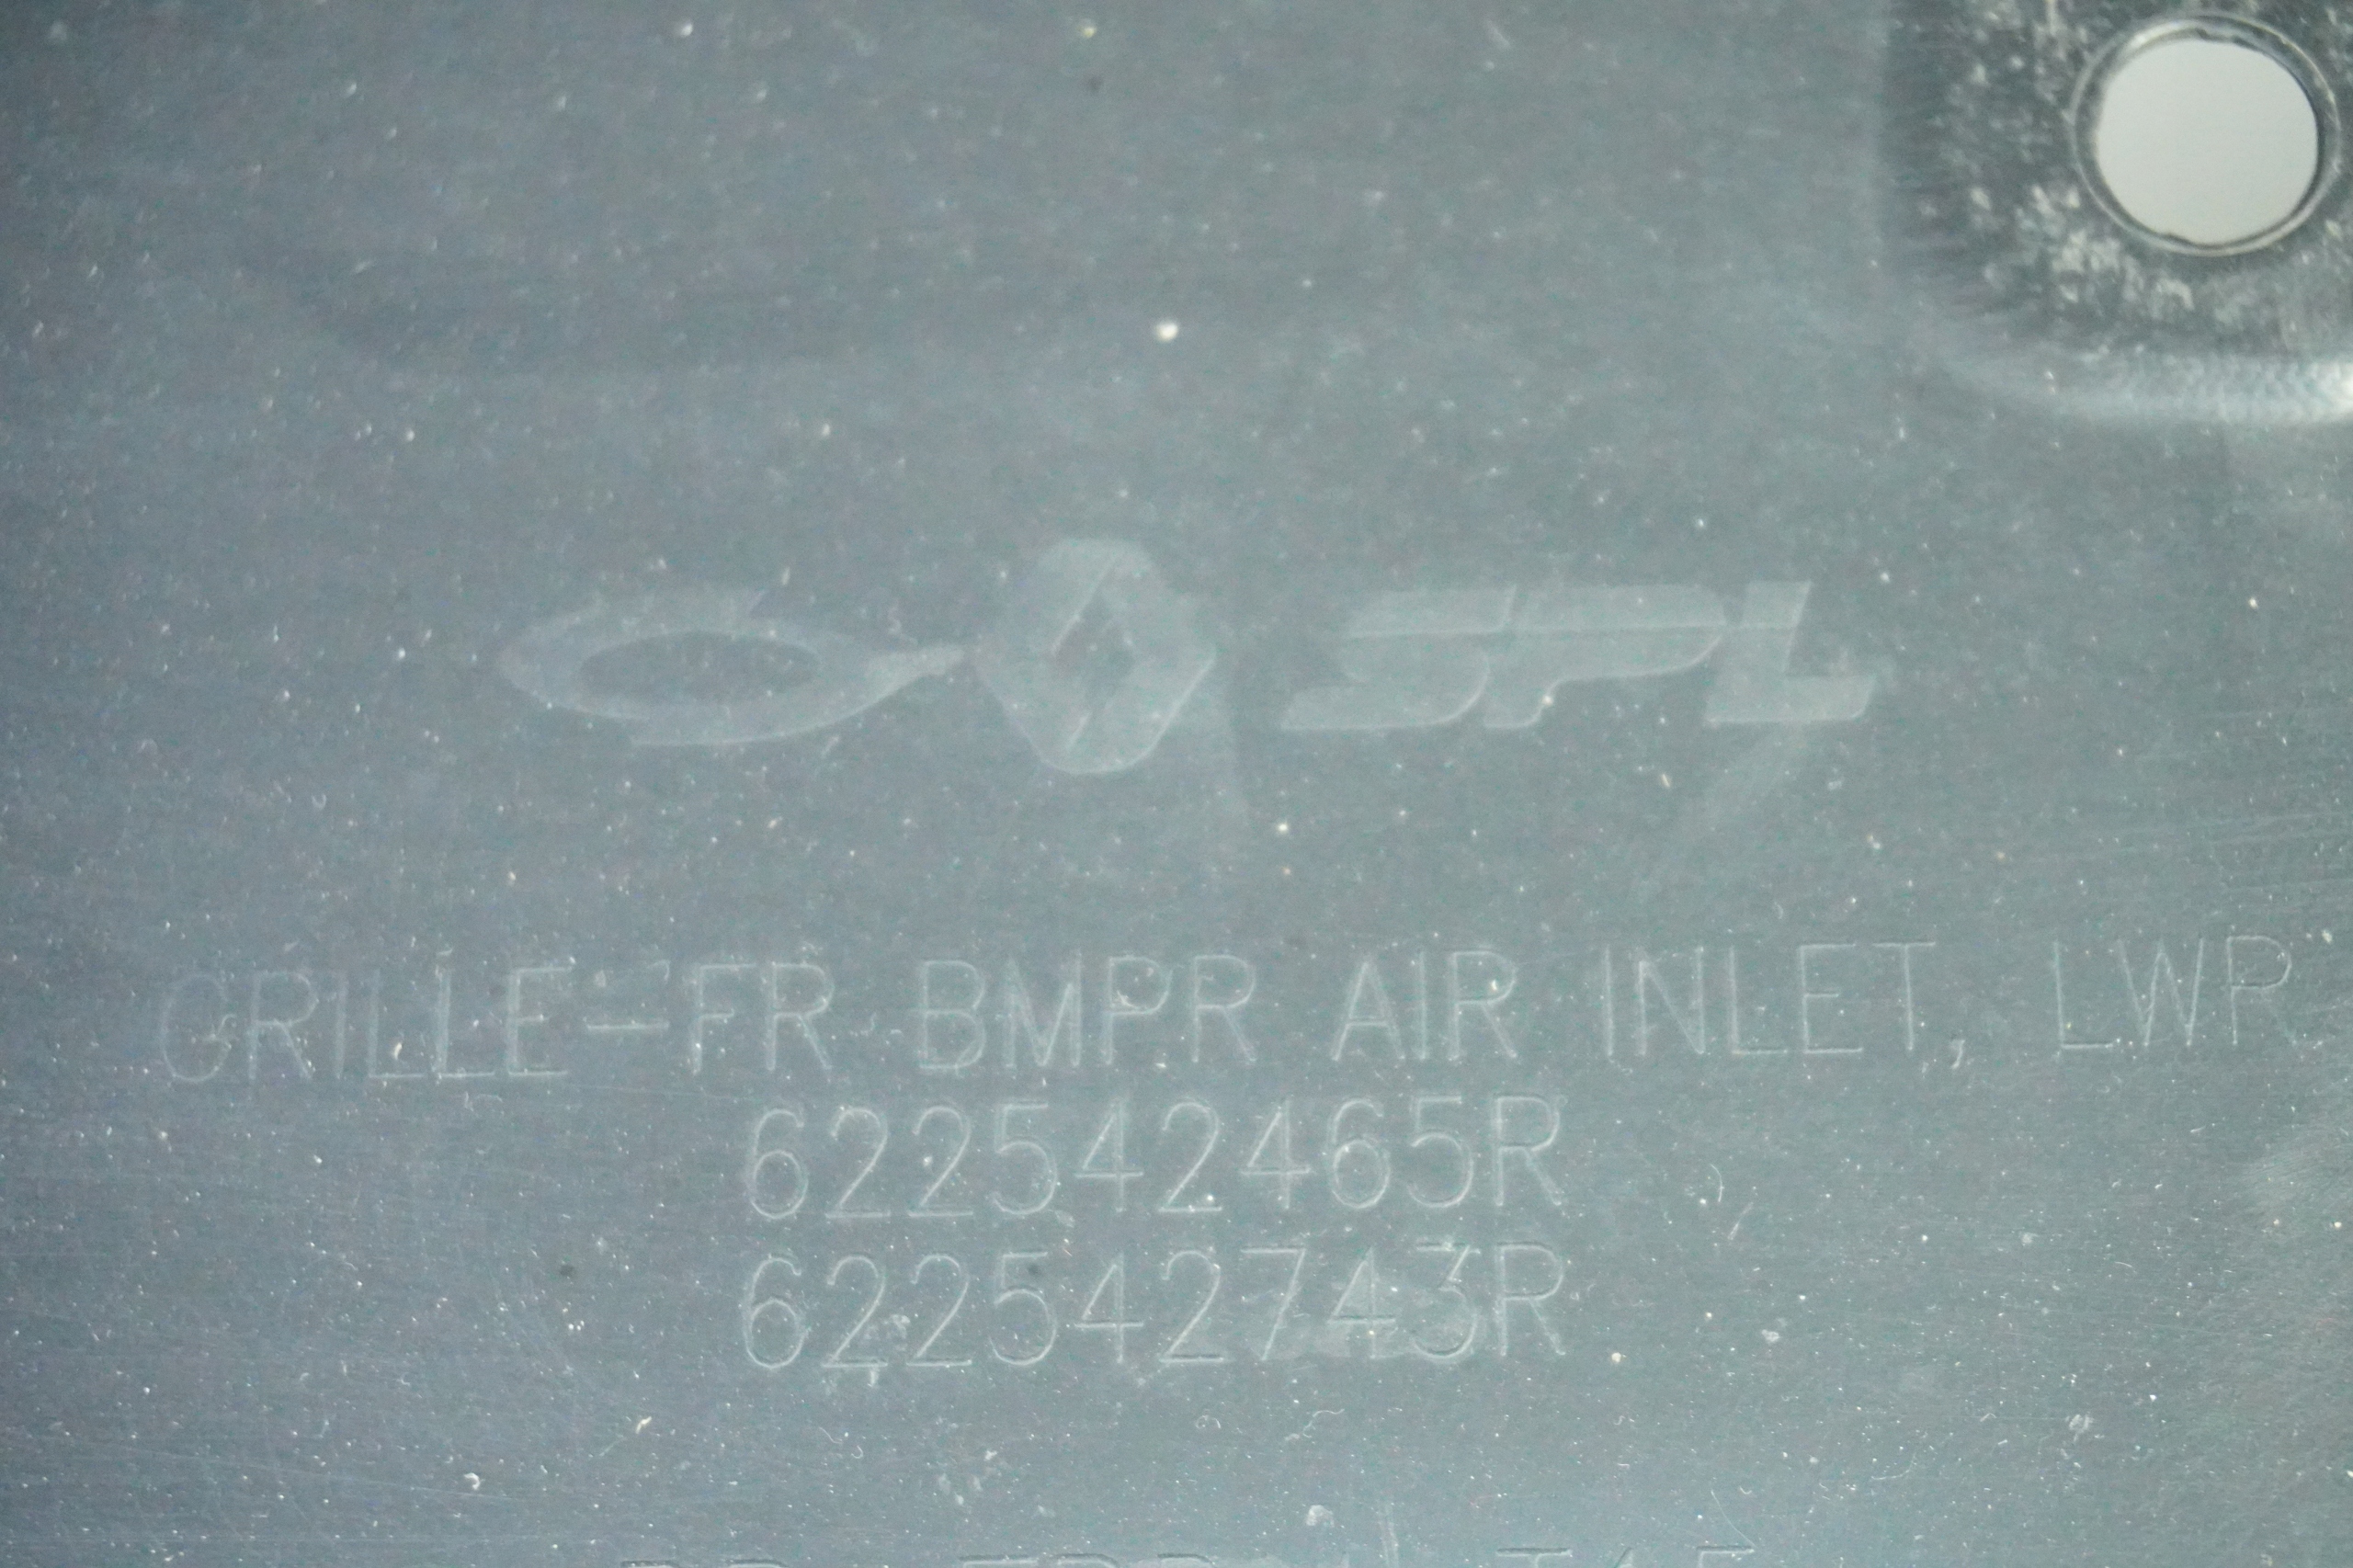 SPL
GRILLE-FR BMPR AIR INLET, LWR
622542465R
622542743R